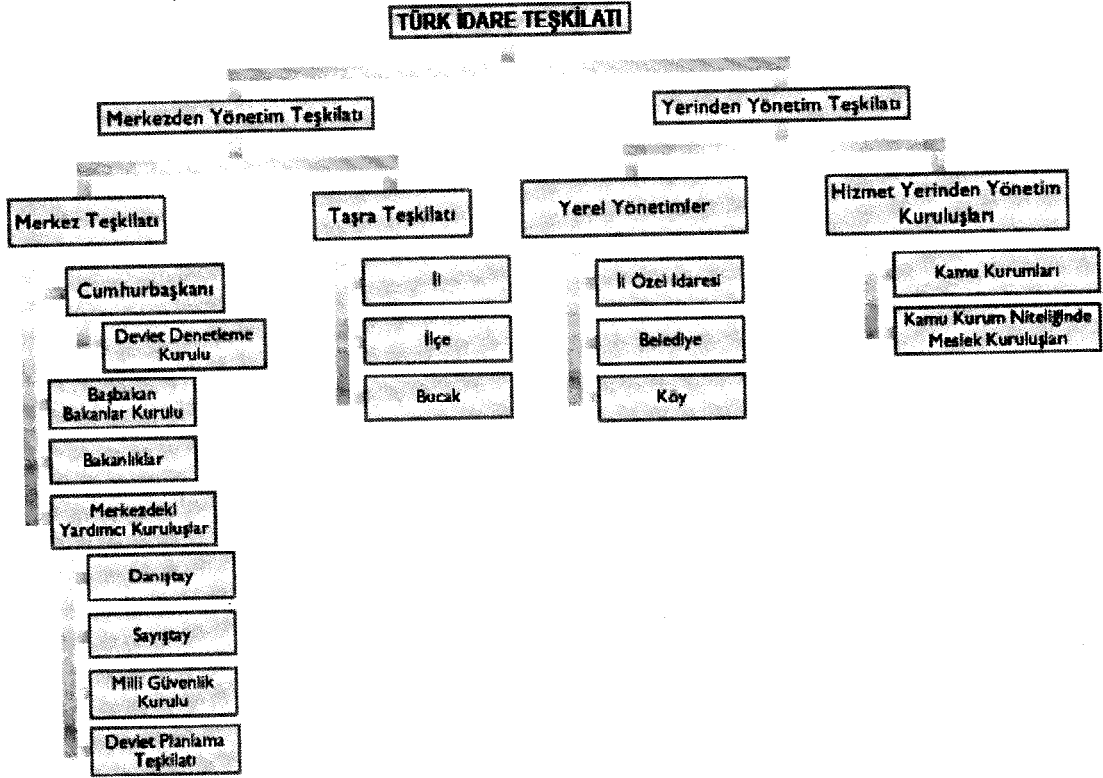 TÜRK İDARE TEŞKİLATI
Merkezden Yönetim Teşkilatı
Yerinden Yönetim Teşkilatı
Merkez Teşkilatı
Taşra Teşkilatı
Yerel Yönetimler
Hizmet Yerinden Yönetim
Kuruluşları
Cumhurbaşkanı
Devlet Denetleme
Kurulu
Başbakan
Bakanlar Kurulu
Bakanlıklar
Merkezdeki
Yardımcı Kuruluşlar
Danıştay
Sayıştay
Milli Güvenlik
Kurulu
Devlet Planlama
Teşkilatı
İl
İlçe
Bucak
İl Özel İdaresi
Belediye
Köy
Kamu Kurumları
Kamu Kurum Niteliğinde
Meslek Kuruluşları